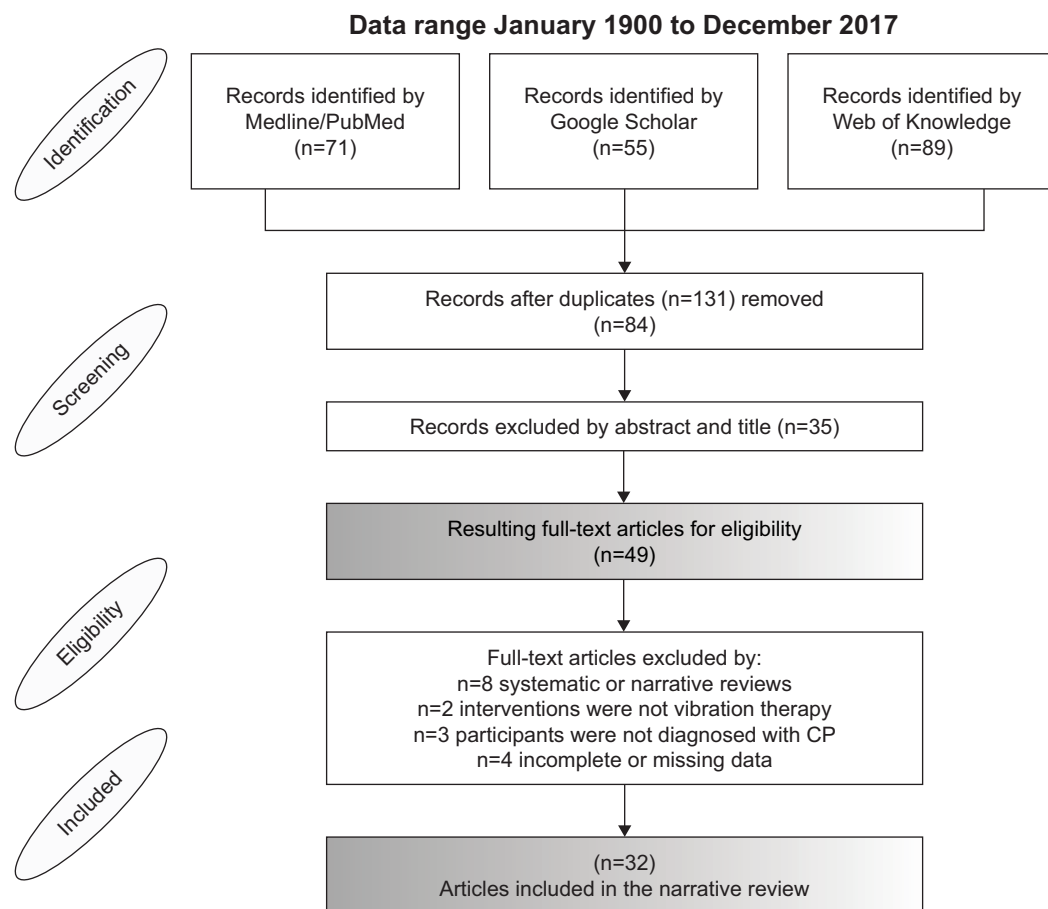 Data range January 1900 to December 2017
Identification
Records identified by
Medline/PubMed
(n=71)
Records identified by
Google Scholar
(n=55)
Records identified by
Web of Knowledge
(n=89)
Records after duplicates (n=131) removed
(n=84)
Screening
Records excluded by abstract and title (n=35)
Resulting full-text articles for eligibility
(n=49)
Eligibility
Full-text articles excluded by:
n=8 systematic or narrative reviews
n=2 interventions were not vibration therapy
n=3 participants were not diagnosed with CP
n=4 incomplete or missing data
Included
(n=32)
Articles included in the narrative review